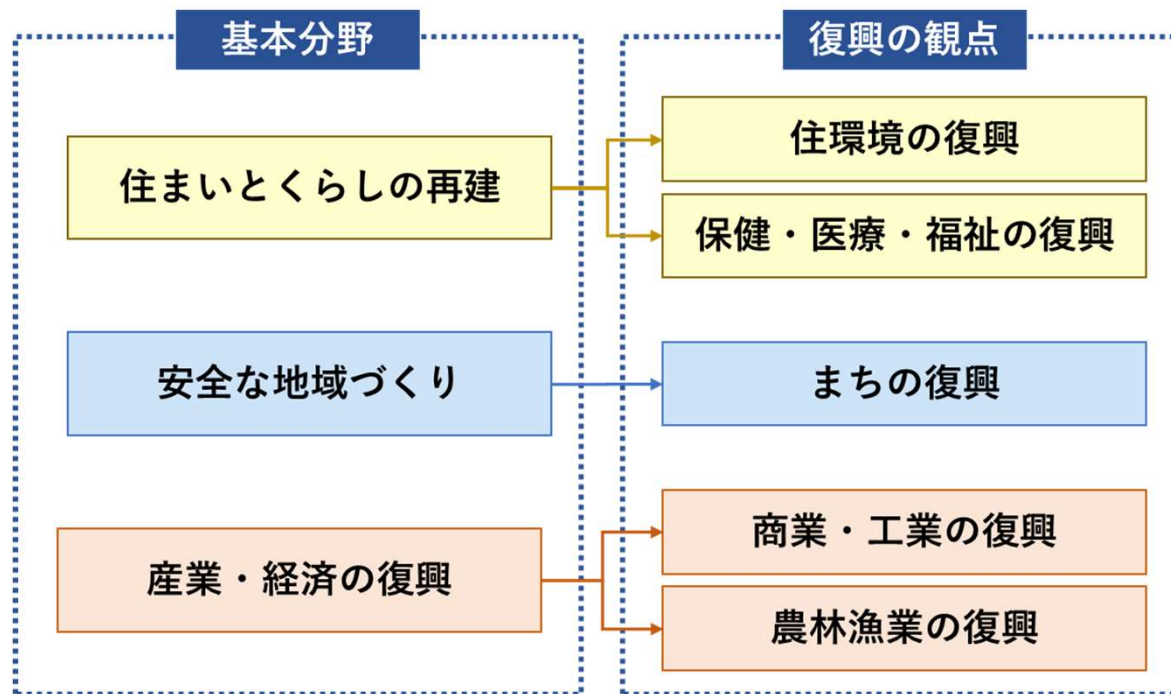 基本分野
復興の観点
住まいとくらしの再建
住環境の復興
保健・医療・福祉の復興
安全な地域づくり
まちの復興
産業・経済の復興
商業・工業の復興
農林漁業の復興